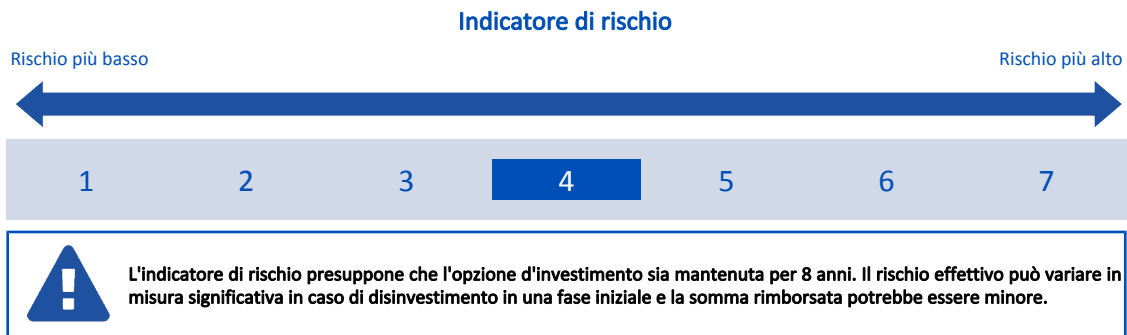 Indicatore di rischio
Rischio più basso
Rischio più alto
1 2 3 4 5 6 7
L'indicatore di rischio presuppone che l'opzione d'investimento sia mantenuta per 8 anni. Il rischio effettivo può variare in
misura significativa in caso di disinvestimento in una fase iniziale e la somma rimborsata potrebbe essere minore.